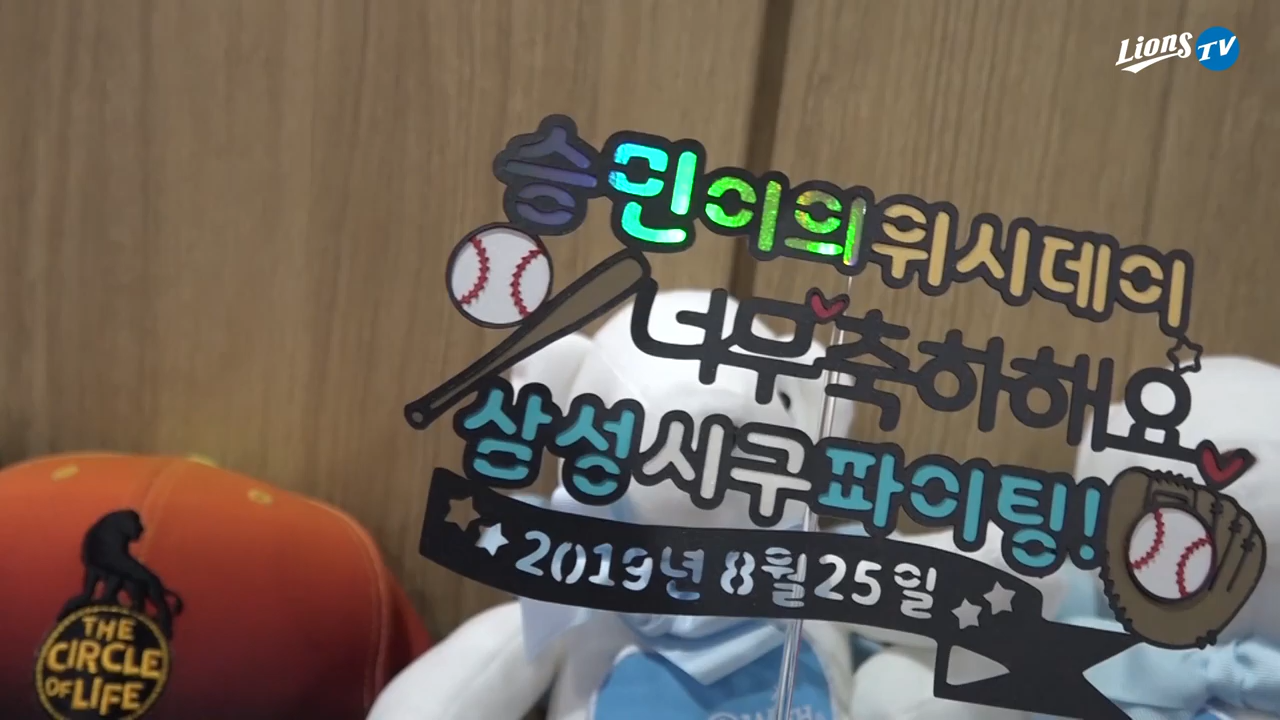 Lions TV
승민이의 위시데이
너무 축하해요
삼성시구파이팅!
2019년 8월25일
THE
CIRCLE
OF LIFE